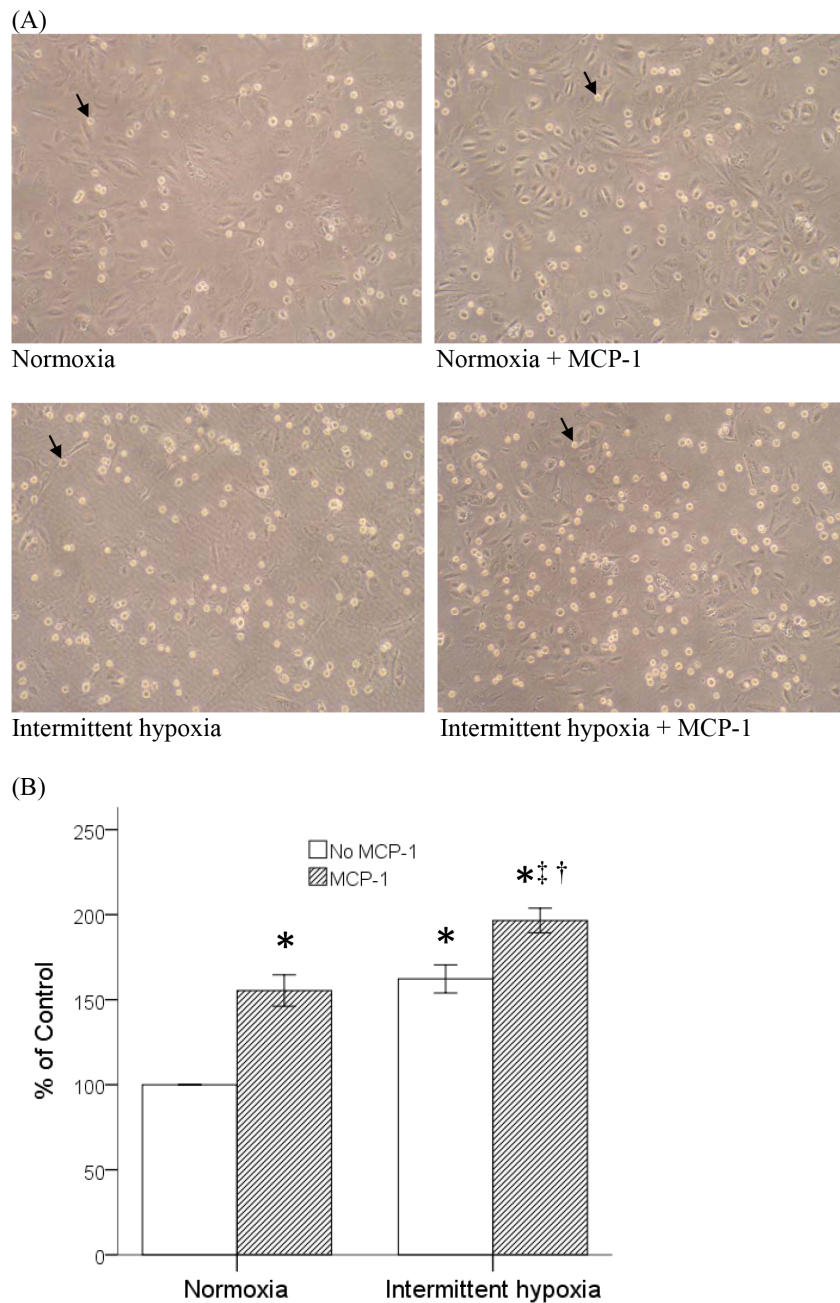 (A)
Normoxia
Normoxia + MCP-1
Intermittent hypoxia
Intermittent hypoxia + MCP-1
(B)
250
200
150
100
50
0
% of Control
No MCP-1
MCP-1
*
*
*‡ †
Normoxia
Intermittent hypoxia